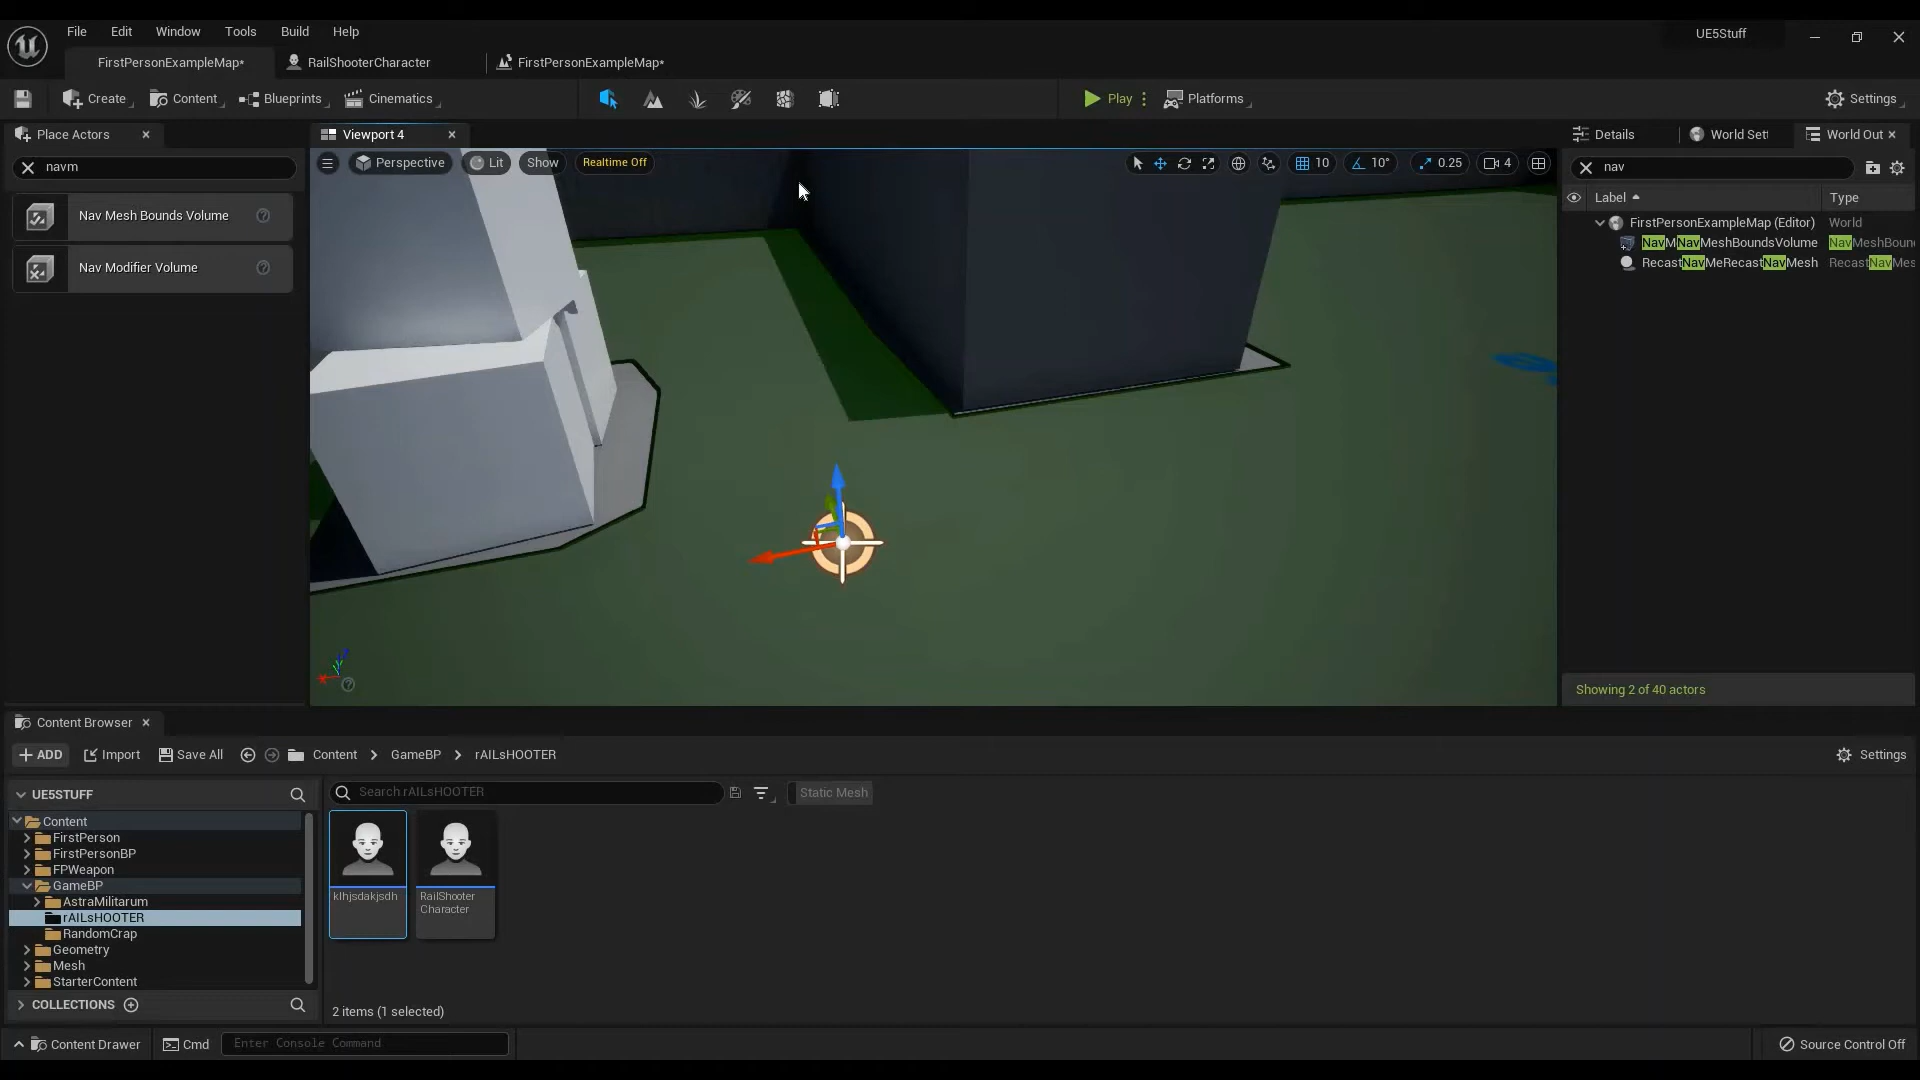 File Edit Window Tools Build Help
UE5Stuff
FirstPersonExampleMap* RailShooterCharacter FirstPersonExampleMap*
Create Content Blueprints Cinematics Play Platforms Settings
Place Actors
navm
Nav Mesh Bounds Volume
Nav Modifier Volume
Viewport 4
Perspective Lit Show Realtime Off 10 10° 0.25 4
Details World Set World Out
nav
Label Type
FirstPersonExampleMap (Editor) World
NavMNavMeshBoundsVolume NavMeshBoun
RecastNavMeRecastNavMesh RecastNavMes
Showing 2 of 40 actors
Content Browser
ADD Import Save All Content GameBP rAILsHOOTER Settings
UE5STUFF
Search rAILsHOOTER Static Mesh
Content
FirstPerson
FirstPersonBP
FPWeapon
GameBP
AstraMilitarum
rAILsHOOTER
RandomCrap
Geometry
Mesh
StarterContent
COLLECTIONS
klhjsdakjsdh
RailShooter
Character
2 items (1 selected)
Content Drawer Cmd Enter Console Command Source Control Off